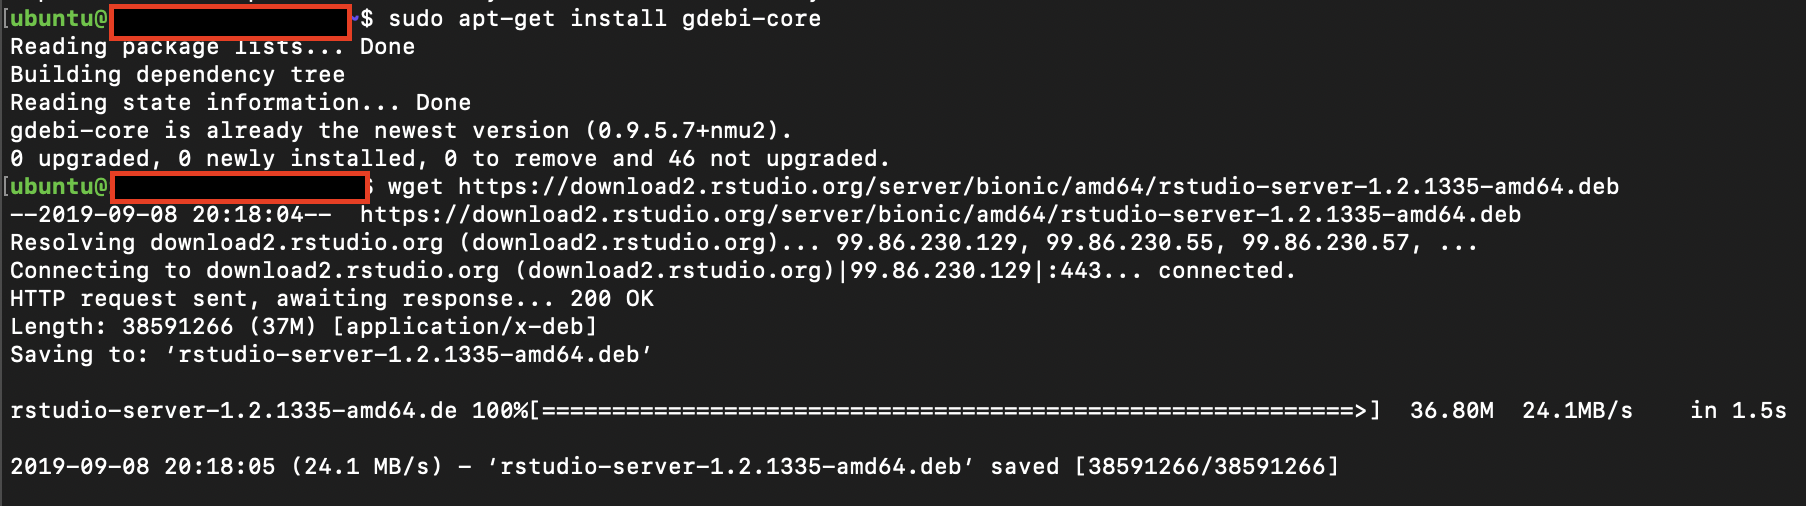 [ubuntu@ ~$ sudo apt-get install gdebi-core
Reading package lists... Done
Building dependency tree
Reading state information... Done
gdebi-core is already the newest version (0.9.5.7+nmu2).
0 upgraded, 0 newly installed, 0 to remove and 46 not upgraded.
[ubuntu@ $ wget https://download2.rstudio.org/server/bionic/amd64/rstudio-server-1.2.1335-amd64.deb
--2019-09-08 20:18:04--  https://download2.rstudio.org/server/bionic/amd64/rstudio-server-1.2.1335-amd64.deb
Resolving download2.rstudio.org (download2.rstudio.org)... 99.86.230.129, 99.86.230.55, 99.86.230.57, ...
Connecting to download2.rstudio.org (download2.rstudio.org)|99.86.230.129|:443... connected.
HTTP request sent, awaiting response... 200 OK
Length: 38591266 (37M) [application/x-deb]
Saving to: ‘rstudio-server-1.2.1335-amd64.deb’
rstudio-server-1.2.1335-amd64.de 100%[==========================================================>]  36.80M  24.1MB/s    in 1.5s
2019-09-08 20:18:05 (24.1 MB/s) - ‘rstudio-server-1.2.1335-amd64.deb’ saved [38591266/38591266]